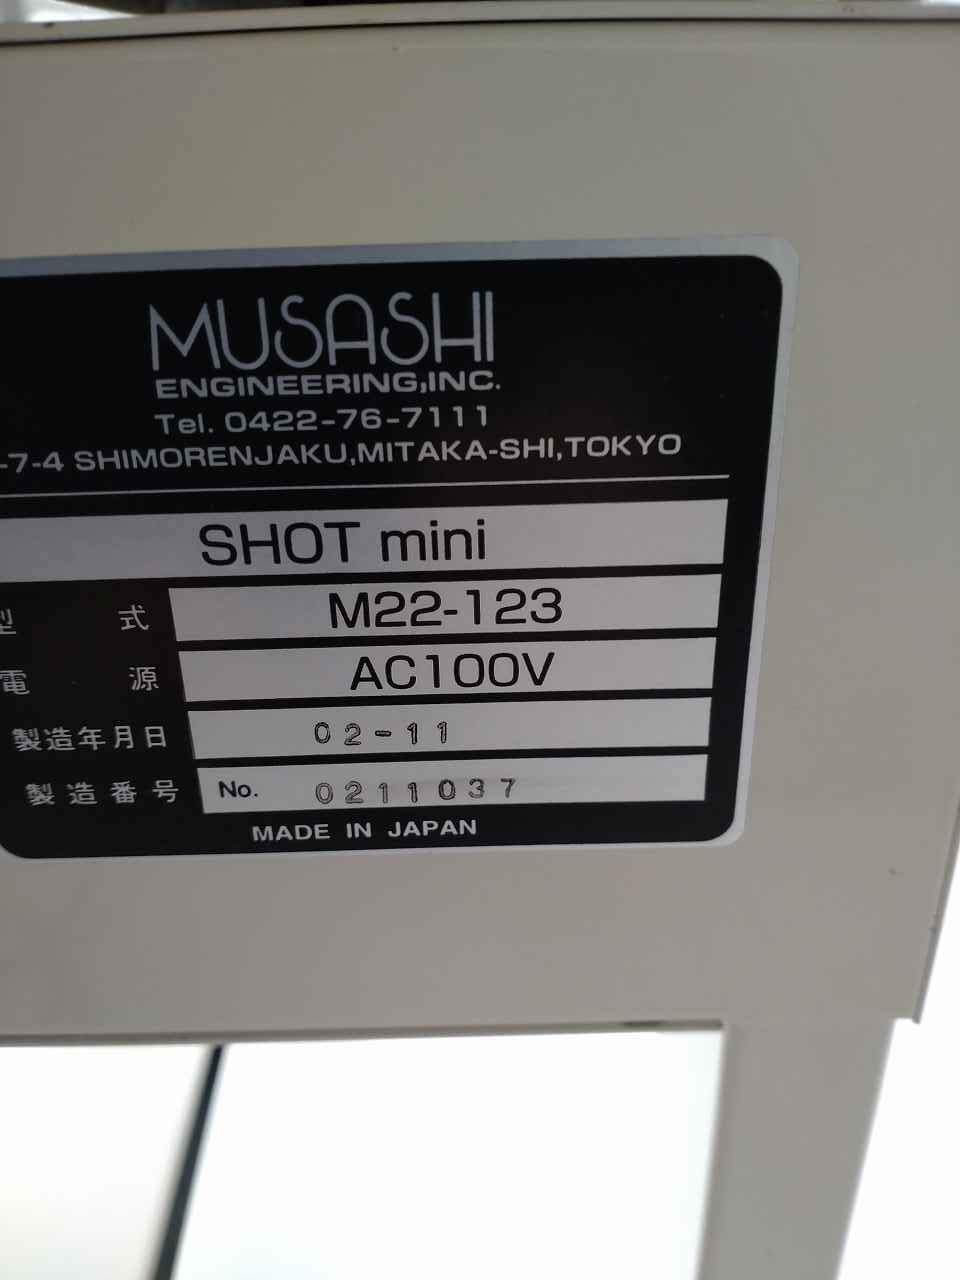 MUSASHI
ENGINEERING,INC.
Tel. 0422-76-7111
-7-4 SHIMORENJAKU,MITAKA-SHI,TOKYO
SHOT mini
型式 M22-123
電源 AC100V
製造年月日 02-11
製造番号 No. 0211037
MADE IN JAPAN